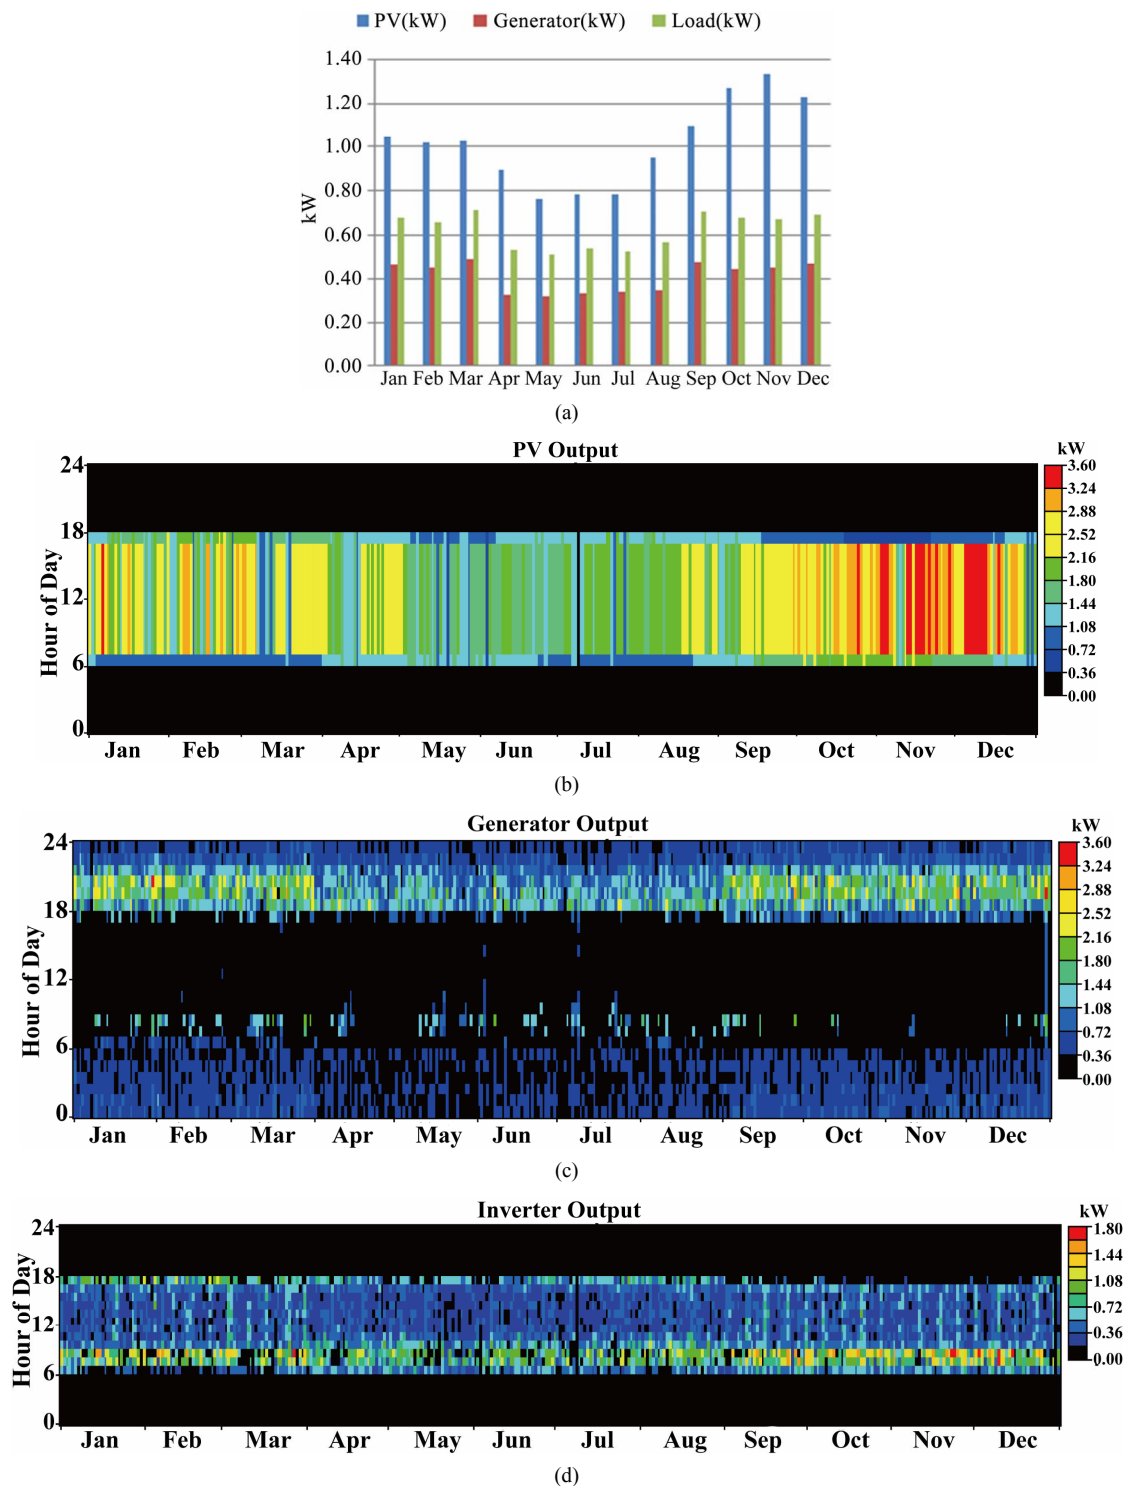 PV(kW) Generator(kW) Load(kW)
1.40
1.20
1.00
0.80
0.60
0.40
0.20
0.00
kW
Jan Feb Mar Apr May Jun Jul Aug Sep Oct Nov Dec
(a)
PV Output
24
18
12
6
0
Hour of Day
Jan Feb Mar Apr May Jun Jul Aug Sep Oct Nov Dec
kW
3.60
3.24
2.88
2.52
2.16
1.80
1.44
1.08
0.72
0.36
0.00
(b)
Generator Output
24
18
12
6
0
Hour of Day
Jan Feb Mar Apr May Jun Jul Aug Sep Oct Nov Dec
kW
3.60
3.24
2.88
2.52
2.16
1.80
1.44
1.08
0.72
0.36
0.00
(c)
Inverter Output
24
18
12
6
0
Hour of Day
Jan Feb Mar Apr May Jun Jul Aug Sep Oct Nov Dec
kW
1.80
1.44
1.08
0.72
0.36
0.00
(d)